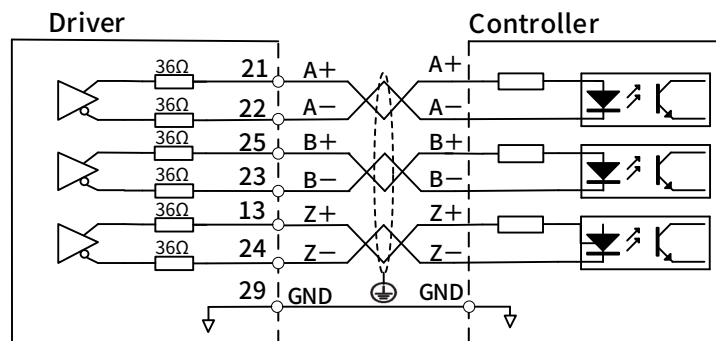 Driver Controller
36Ω 21 A+ A+
36Ω 22 A− A−
36Ω 25 B+ B+
36Ω 23 B− B−
36Ω 13 Z+ Z+
36Ω 24 Z− Z−
29 GND GND